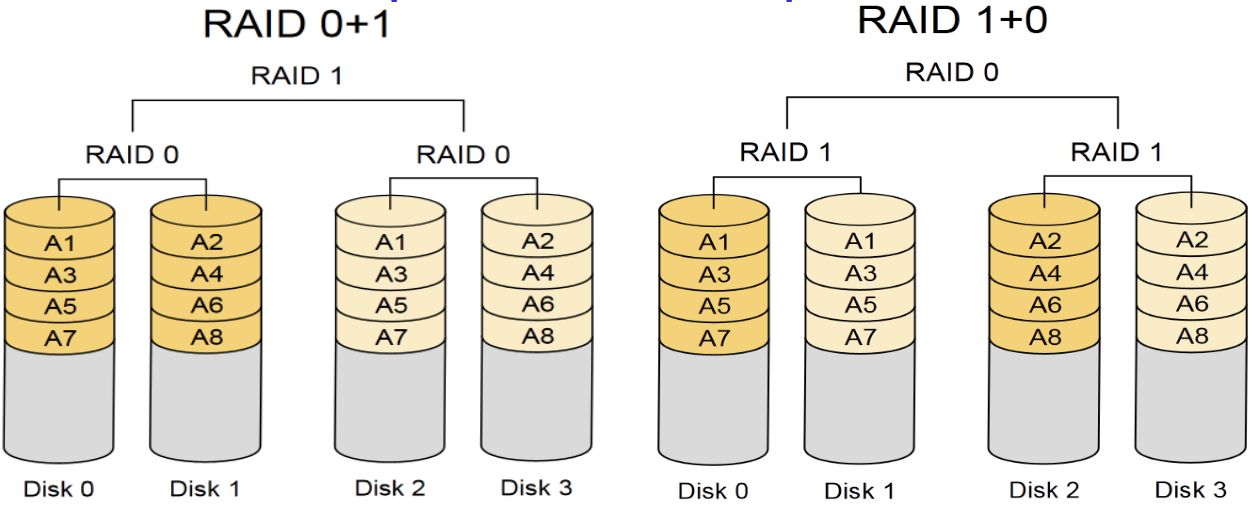 RAID 0+1
RAID 1
RAID 0
RAID 0
A1
A3
A5
A7
Disk 0
A2
A4
A6
A8
Disk 1
A1
A3
A5
A7
Disk 2
A2
A4
A6
A8
Disk 3
RAID 1+0
RAID 0
RAID 1
RAID 1
A1
A3
A5
A7
Disk 0
A1
A3
A5
A7
Disk 1
A2
A4
A6
A8
Disk 2
A2
A4
A6
A8
Disk 3